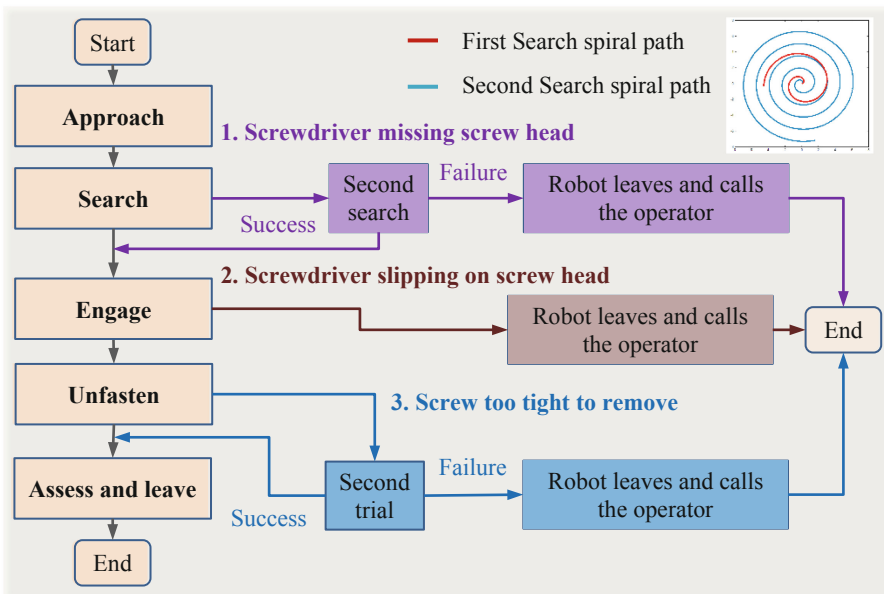 Start
First Search spiral path
Second Search spiral path
Approach
1. Screwdriver missing screw head
Search
Second
search
Failure
Robot leaves and calls
the operator
Success
2. Screwdriver slipping on screw head
Engage
Robot leaves and calls
the operator
End
Unfasten
3. Screw too tight to remove
Assess and leave
Second
trial
Failure
Robot leaves and calls
the operator
Success
End